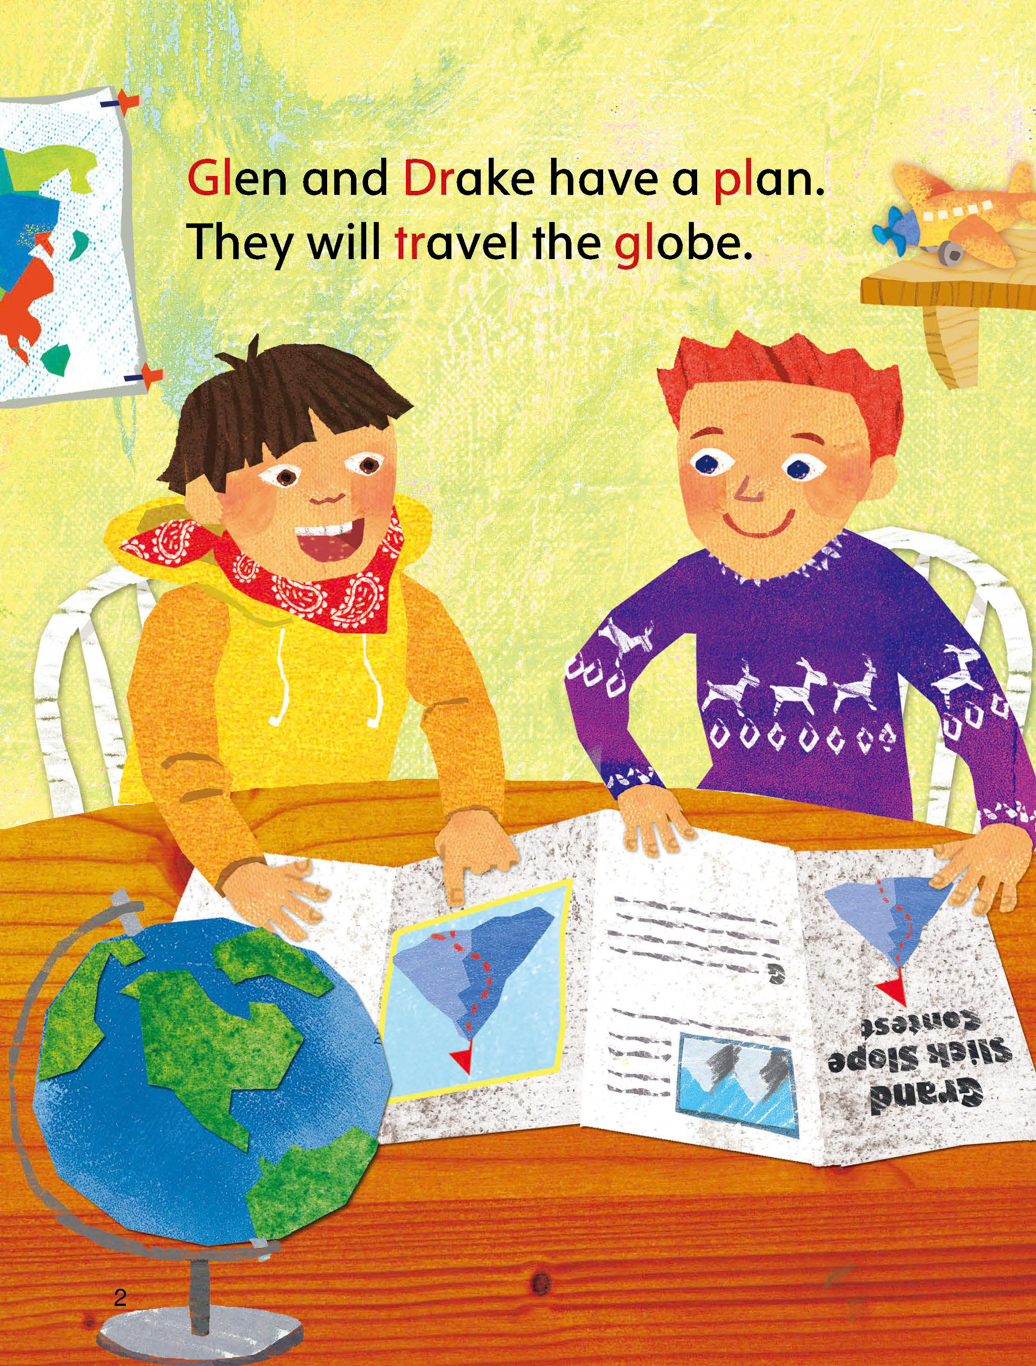 Glen and Drake have a plan.
They will travel the globe.
Grand
Slick Slope
Contest
2